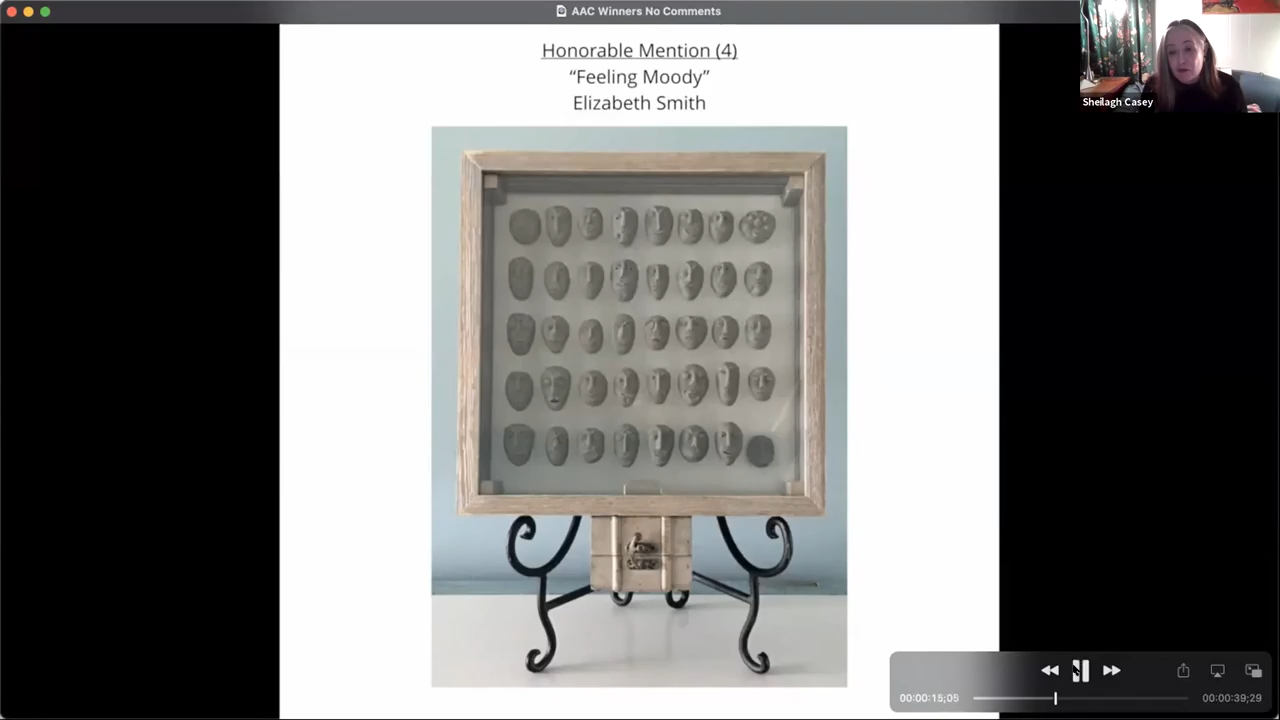 AAC Winners No Comments
Honorable Mention (4)
“Feeling Moody”
Elizabeth Smith
Sheilagh Casey
00:00:15;05
00:00:39;29